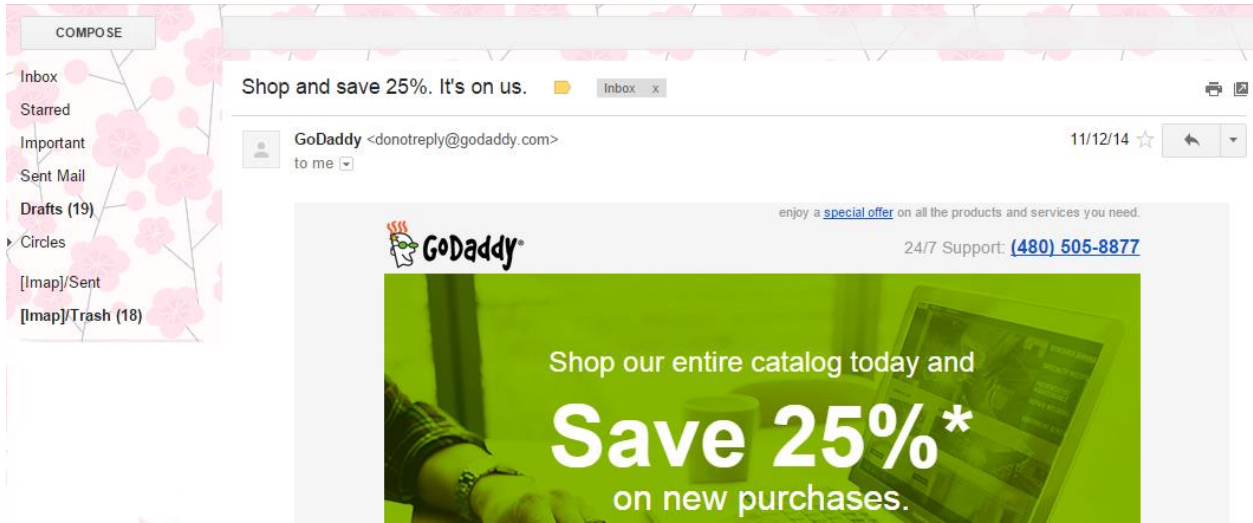 COMPOSE
Inbox
Starred
Important
Sent Mail
Drafts (19)
Circles
[Imap]/Sent
[Imap]/Trash (18)
Shop and save 25%. It's on us.
Inbox x
GoDaddy <donotreply@godaddy.com>
11/12/14
to me
enjoy a special offer on all the products and services you need.
GoDaddy
24/7 Support: (480) 505-8877
Shop our entire catalog today and
Save 25%*
on new purchases.